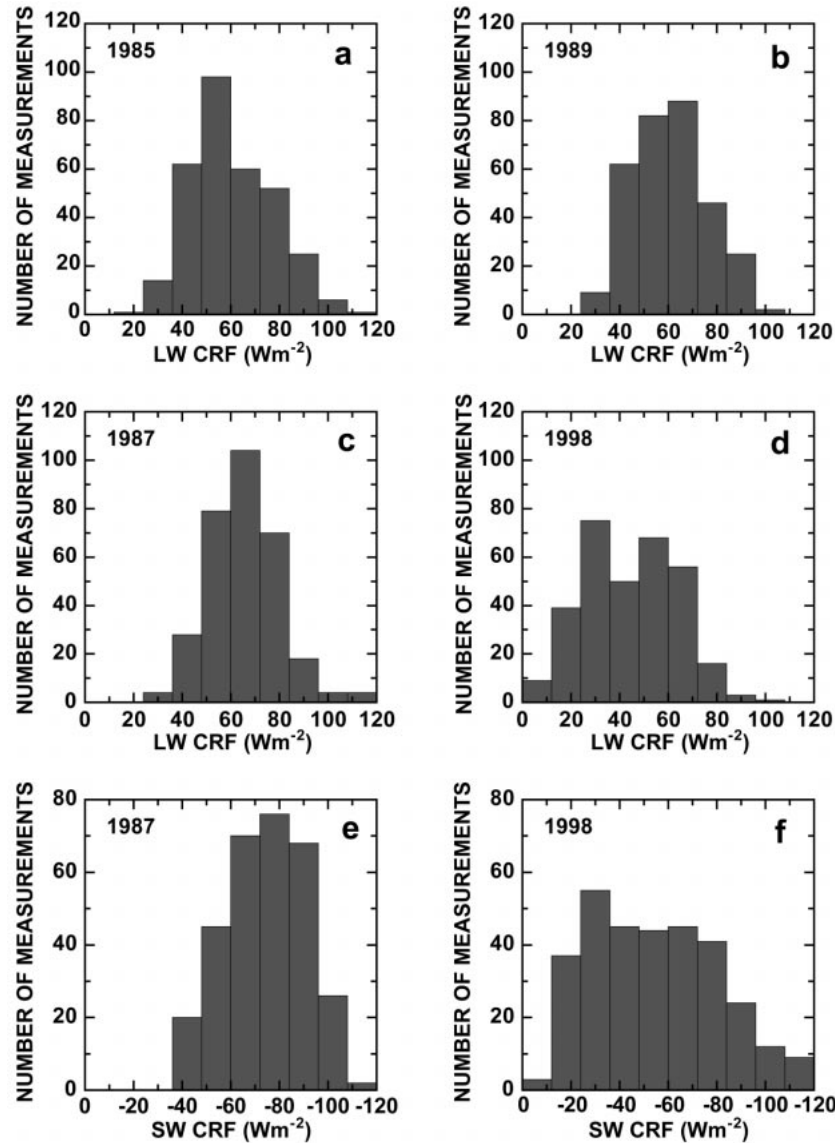 1985 a
120
100
80
60
40
20
0
NUMBER OF MEASUREMENTS
0 20 40 60 80 100 120
LW CRF (Wm-2)
1989 b
120
100
80
60
40
20
0
NUMBER OF MEASUREMENTS
0 20 40 60 80 100 120
LW CRF (Wm-2)
1987 c
120
100
80
60
40
20
0
NUMBER OF MEASUREMENTS
0 20 40 60 80 100 120
LW CRF (Wm-2)
1998 d
120
100
80
60
40
20
0
NUMBER OF MEASUREMENTS
20 40 60 80 100 120
LW CRF (Wm-2)
1987 e
80
60
40
20
0
NUMBER OF MEASUREMENTS
0 -20 -40 -60 -80 -100 -120
SW CRF (Wm-2)
1998 f
80
60
40
20
0
NUMBER OF MEASUREMENTS
-20 -40 -60 -80 -100 -120
SW CRF (Wm-2)